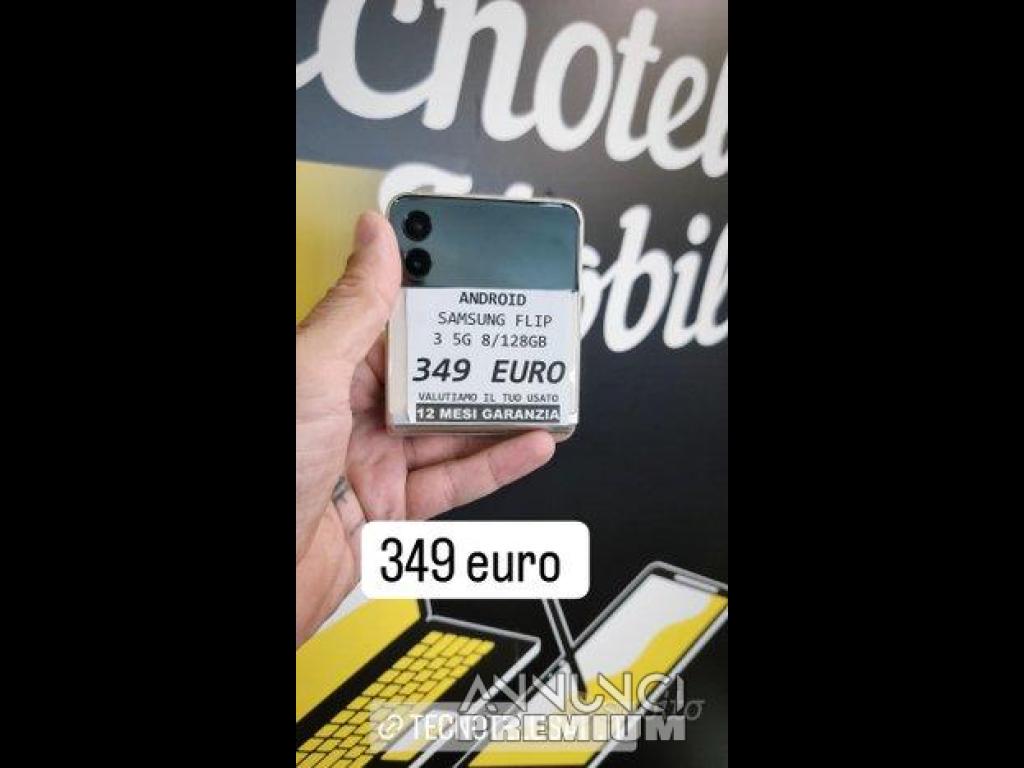 Chotel
obil
ANDROID
SAMSUNG FLIP
3 5G 8/128GB
349 EURO
VALUTIAMO IL TUO USATO
12 MESI GARANZIA
349 euro
ANNUNCI
PREMIUM